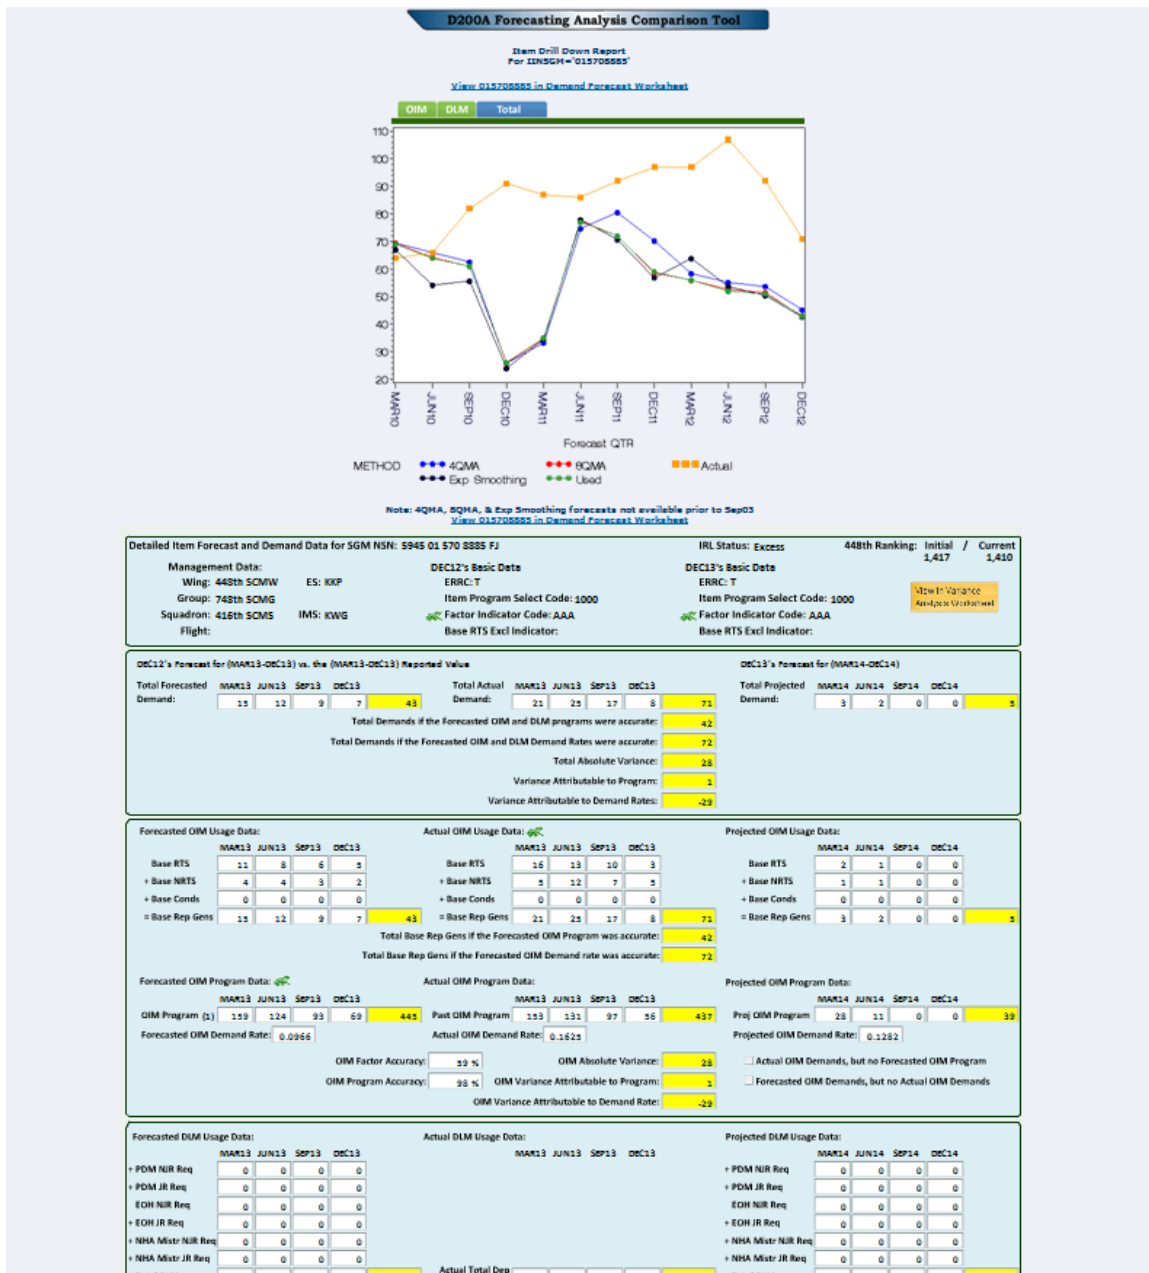 D200A Forecasting Analysis Comparison Tool
Item Drill Down Report
For IINSGM='015708885'
View 015708885 in Demand Forecast Worksheet
OIM DLM Total
110
100
90
80
70
60
50
40
30
20
MAR10 JUN10 SEP10 DEC10 MAR11 JUN11 SEP11 DEC11 MAR12 JUN12 SEP12 DEC12
Forecast QTR
METHOD 4QMA 8QMA Actual
Exp Smoothing Used
Note: 4QMA, 8QMA, & Exp Smoothing forecasts not available prior to Sep03
View 015708885 in Demand Forecast Worksheet
Detailed Item Forecast and Demand Data for SGM NSN: 5945 01 570 8885 FJ IRL Status: Excess 448th Ranking: Initial / Current
1,417 1,410
Management Data: DEC12's Basic Data DEC13's Basic Data
Wing: 448th SCMW ES: KKP ERRC: T ERRC: T
Group: 748th SCMG Item Program Select Code: 1000 Item Program Select Code: 1000
Squadron: 416th SCMS IMS: KWG Factor Indicator Code: AAA Factor Indicator Code: AAA
Flight: Base RTS Excl Indicator: Base RTS Excl Indicator:
View in Variance
Analysis Worksheet
DEC12's Forecast for (MAR13-DEC13) vs. the (MAR13-DEC13) Reported Value DEC13's Forecast for (MAR14-DEC14)
Total Forecasted MAR13 JUN13 SEP13 DEC13 Total Actual MAR13 JUN13 SEP13 DEC13 Total Projected MAR14 JUN14 SEP14 DEC14
Demand: 15 12 9 7 43 Demand: 21 25 17 8 71 Demand: 3 2 0 0 5
Total Demands if the Forecasted OIM and DLM programs were accurate: 42
Total Demands if the Forecasted OIM and DLM Demand Rates were accurate: 72
Total Absolute Variance: 28
Variance Attributable to Program: 1
Variance Attributable to Demand Rates: -29
Forecasted OIM Usage Data: Actual OIM Usage Data: Projected OIM Usage Data:
MAR13 JUN13 SEP13 DEC13 MAR13 JUN13 SEP13 DEC13 MAR14 JUN14 SEP14 DEC14
Base RTS 11 8 6 5 Base RTS 16 13 10 3 Base RTS 2 1 0 0
+ Base NRTS 4 4 3 2 + Base NRTS 5 12 7 5 + Base NRTS 1 1 0 0
+ Base Conds 0 0 0 0 + Base Conds 0 0 0 0 + Base Conds 0 0 0 0
= Base Rep Gens 15 12 9 7 43 = Base Rep Gens 21 25 17 8 71 = Base Rep Gens 3 2 0 0 5
Total Base Rep Gens if the Forecasted OIM Program was accurate: 42
Total Base Rep Gens if the Forecasted OIM Demand rate was accurate: 72
Forecasted OIM Program Data: Actual OIM Program Data: Projected OIM Program Data:
MAR13 JUN13 SEP13 DEC13 MAR13 JUN13 SEP13 DEC13 MAR14 JUN14 SEP14 DEC14
OIM Program (1) 159 124 93 69 445 Past OIM Program 153 131 97 56 437 Proj OIM Program 28 11 0 0 39
Forecasted OIM Demand Rate: 0.0966 Actual OIM Demand Rate: 0.1625 Projected OIM Demand Rate: 0.1282
OIM Factor Accuracy: 59 % OIM Absolute Variance: 28 Actual OIM Demands, but no Forecasted OIM Program
OIM Program Accuracy: 98 % OIM Variance Attributable to Program: 1 Forecasted OIM Demands, but no Actual OIM Demands
OIM Variance Attributable to Demand Rate: -29
Forecasted DLM Usage Data: Actual DLM Usage Data: Projected DLM Usage Data:
MAR13 JUN13 SEP13 DEC13 MAR13 JUN13 SEP13 DEC13 MAR14 JUN14 SEP14 DEC14
+ PDM NJR Req 0 0 0 0 + PDM NJR Req 0 0 0 0
+ PDM JR Req 0 0 0 0 + PDM JR Req 0 0 0 0
EOH NJR Req 0 0 0 0 EOH NJR Req 0 0 0 0
+ EOH JR Req 0 0 0 0 + EOH JR Req 0 0 0 0
+ NHA Mistr NJR Req 0 0 0 0 + NHA Mistr NJR Req 0 0 0 0
+ NHA Mistr JR Req 0 0 0 0 + NHA Mistr JR Req 0 0 0 0
Actual Total Dep